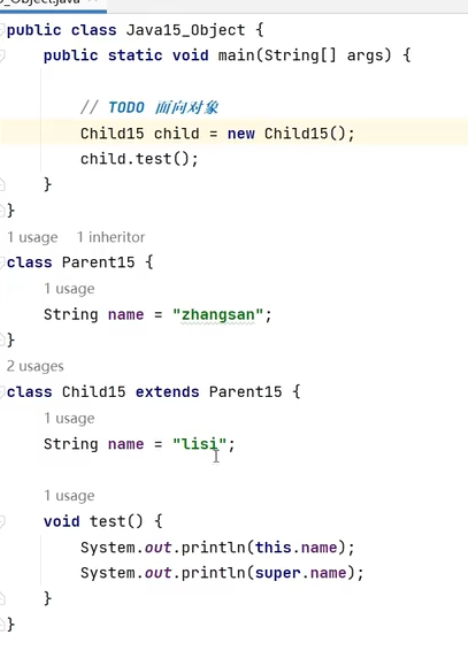 _Object.java
public class Java15_Object {
public static void main(String[] args) {
// TODO 面向对象
Child15 child = new Child15();
child.test();
}
}
1 usage 1 inheritor
class Parent15 {
1 usage
String name = "zhangsan";
}
2 usages
class Child15 extends Parent15 {
1 usage
String name = "lisi";
1 usage
void test() {
System.out.println(this.name);
System.out.println(super.name);
}
}